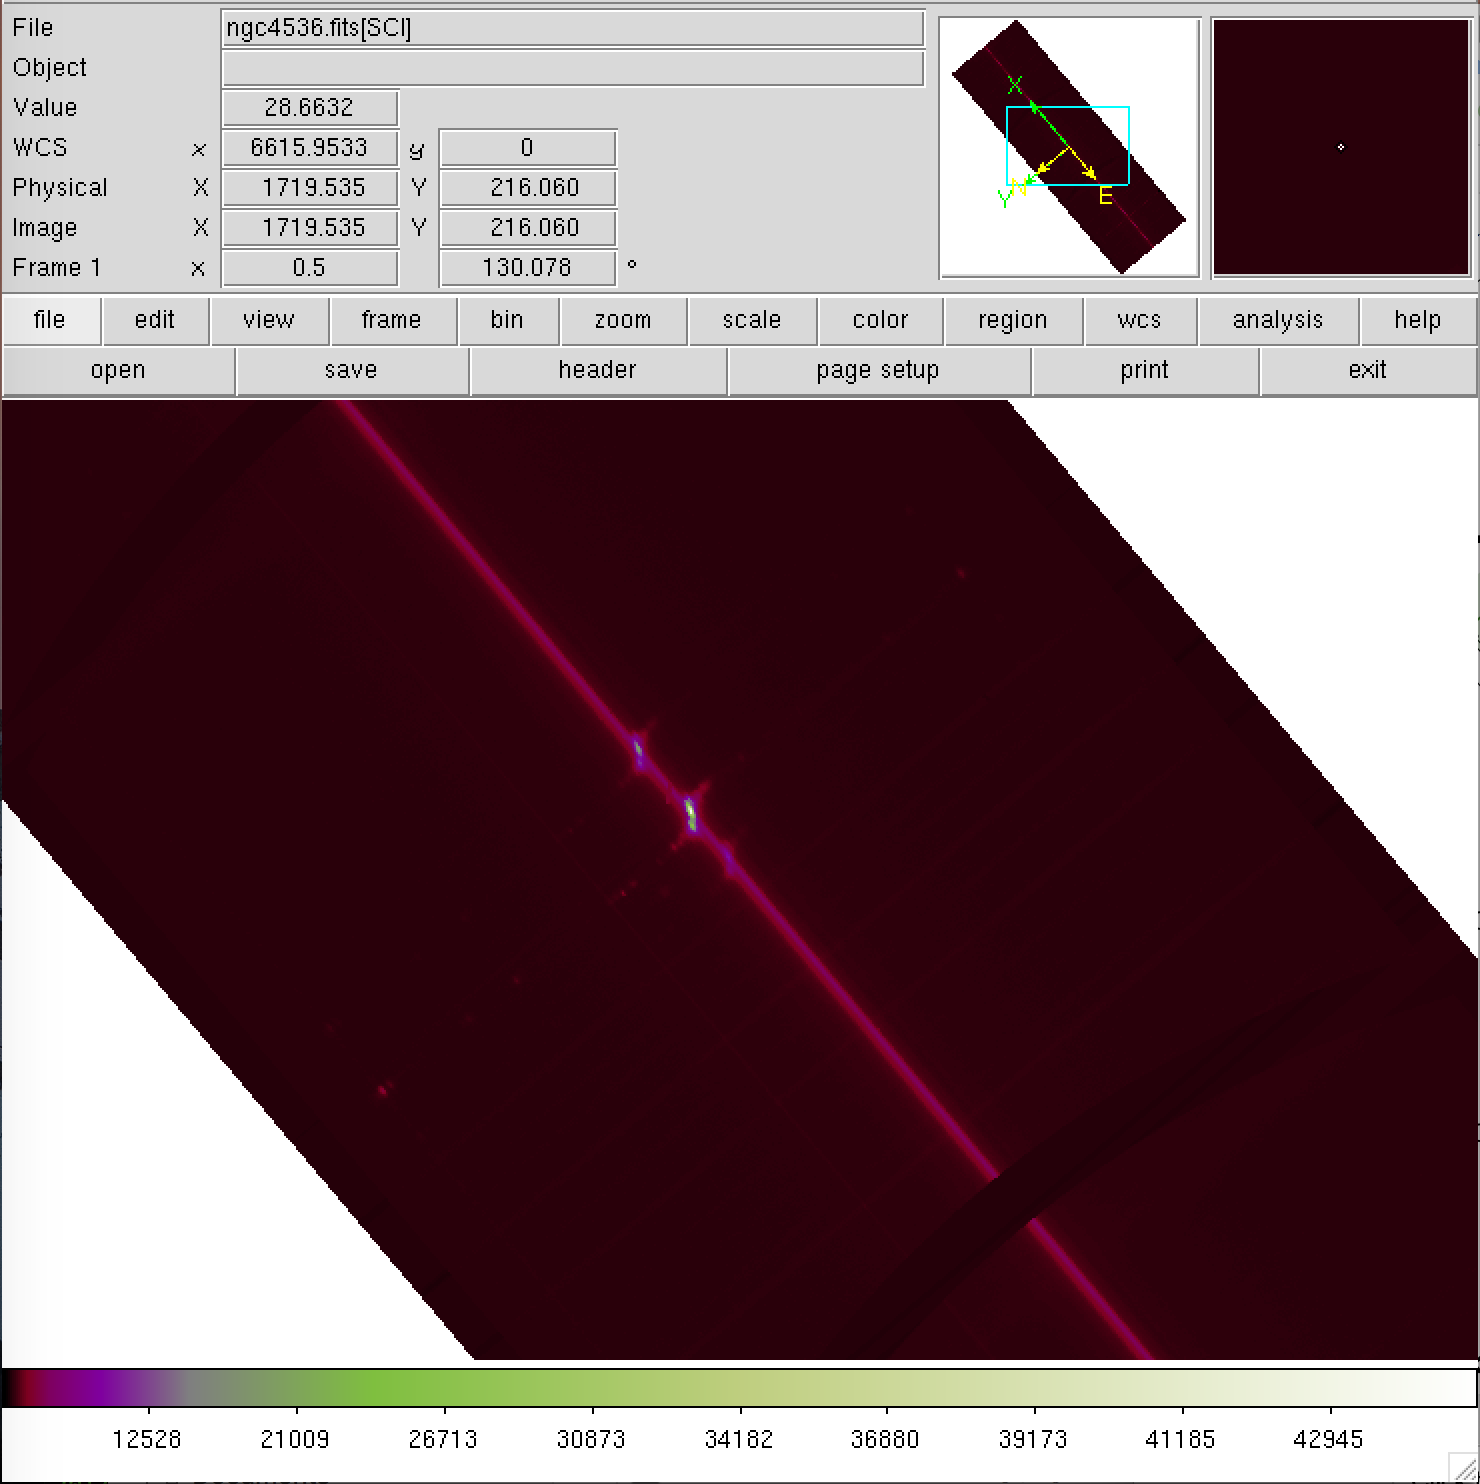 File ngc4536.fits[SCI]
Object
Value 28.6632
WCS x 6615.9533 y 0
Physical X 1719.535 Y 216.060
Image X 1719.535 Y 216.060
Frame 1 x 0.5 130.078 °
X
Y N E
file edit view frame bin zoom scale color region wcs analysis help
open save header page setup print exit
12528 21009 26713 30873 34182 36880 39173 41185 42945